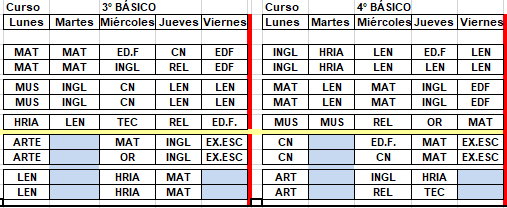 Curso 3° BÁSICO Curso 4° BÁSICO
Lunes Martes Miércoles Jueves Viernes Lunes Martes Miércoles Jueves Viernes
MAT MAT ED.F CN EDF INGL HRIA LEN ED.F LEN
MAT MAT INGL REL EDF INGL HRIA LEN LEN LEN
MUS INGL CN LEN LEN MAT LEN MAT INGL EDF
MUS INGL CN LEN LEN MAT LEN MAT INGL EDF
HRIA LEN TEC REL ED.F. MUS MUS REL OR MAT
ARTE MAT INGL EX.ESC CN ED.F. MAT EX.ESC
ARTE OR INGL EX.ESC CN CN MAT EX.ESC
LEN HRIA MAT ART INGL HRIA
LEN HRIA MAT ART REL TEC